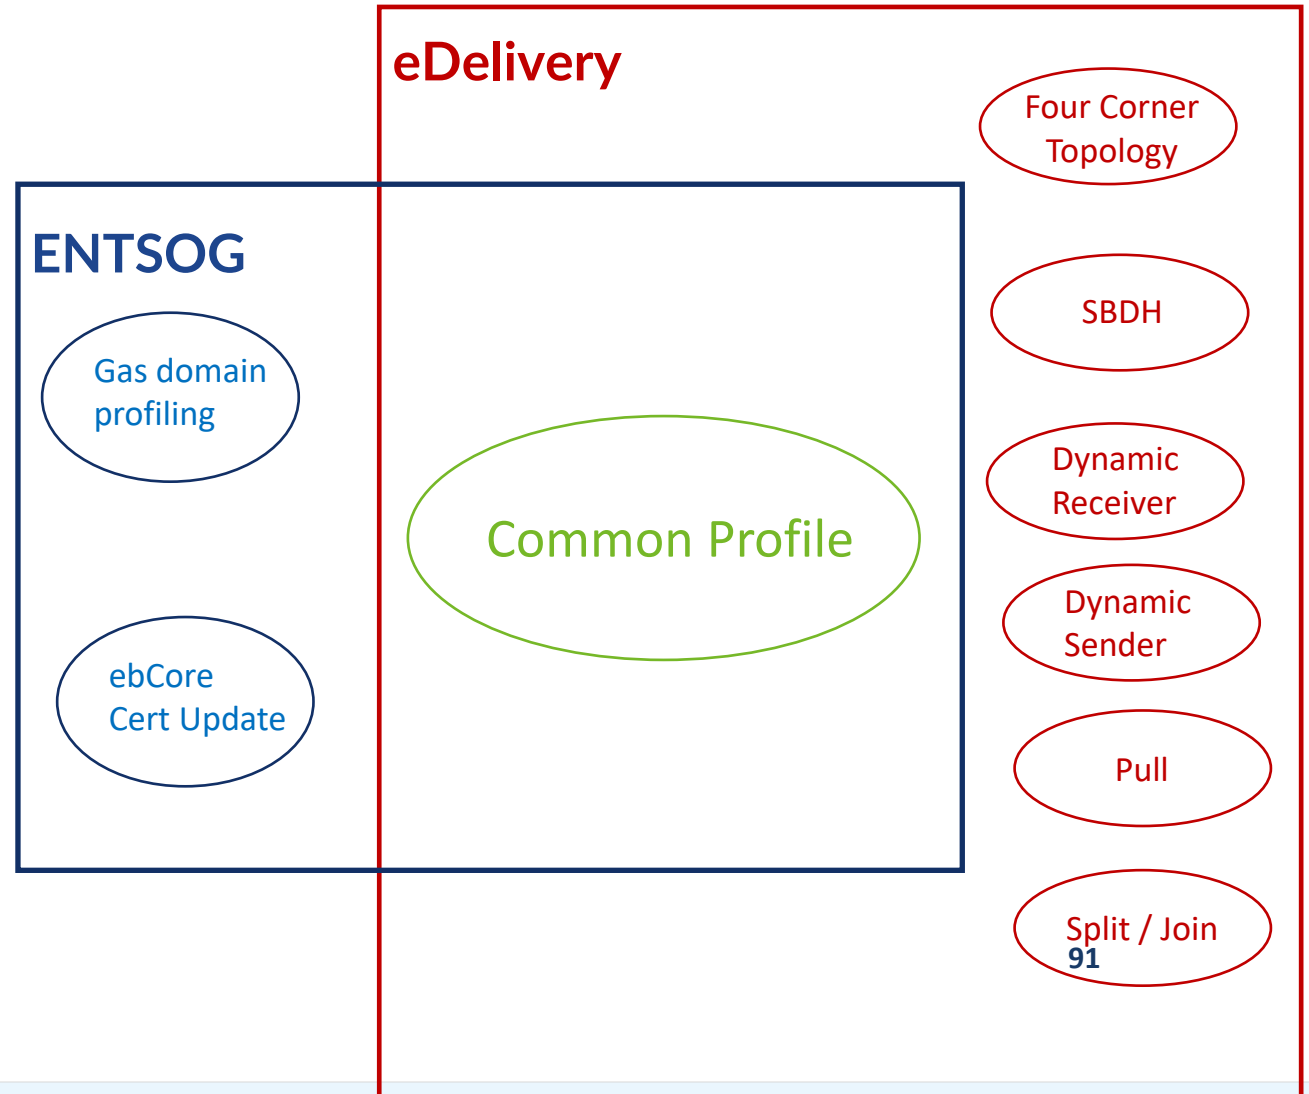 eDelivery
Four Corner
Topology
ENTSOG
SBDH
Gas domain
profiling
Dynamic
Receiver
Common Profile
Dynamic
Sender
ebCore
Cert Update
Pull
Split / Join
91